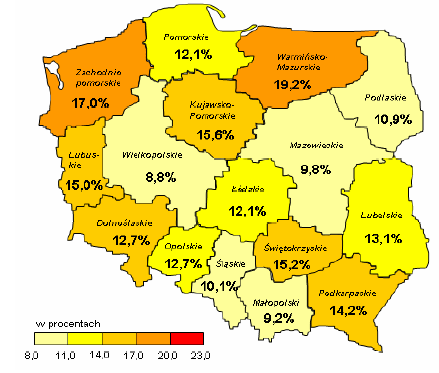 Pomorskie
12,1%
Warmińsko-
Mazurskie
19,2%
Zachodnio
pomorskie
17,0%
Podlaskie
10,9%
Kujawsko-
Pomorskie
15,6%
Mazowieckie
9,8%
Lubus-
kie
15,0%
Wielkopolskie
8,8%
Łódzkie
12,1%
Lubelskie
13,1%
Dolnośląskie
12,7%
Opolskie
12,7%
Śląskie
10,1%
Świętokrzyskie
15,2%
Małopolski
9,2%
Podkarpackie
14,2%
w procentach
8,0 11,0 14,0 17,0 20,0 23,0